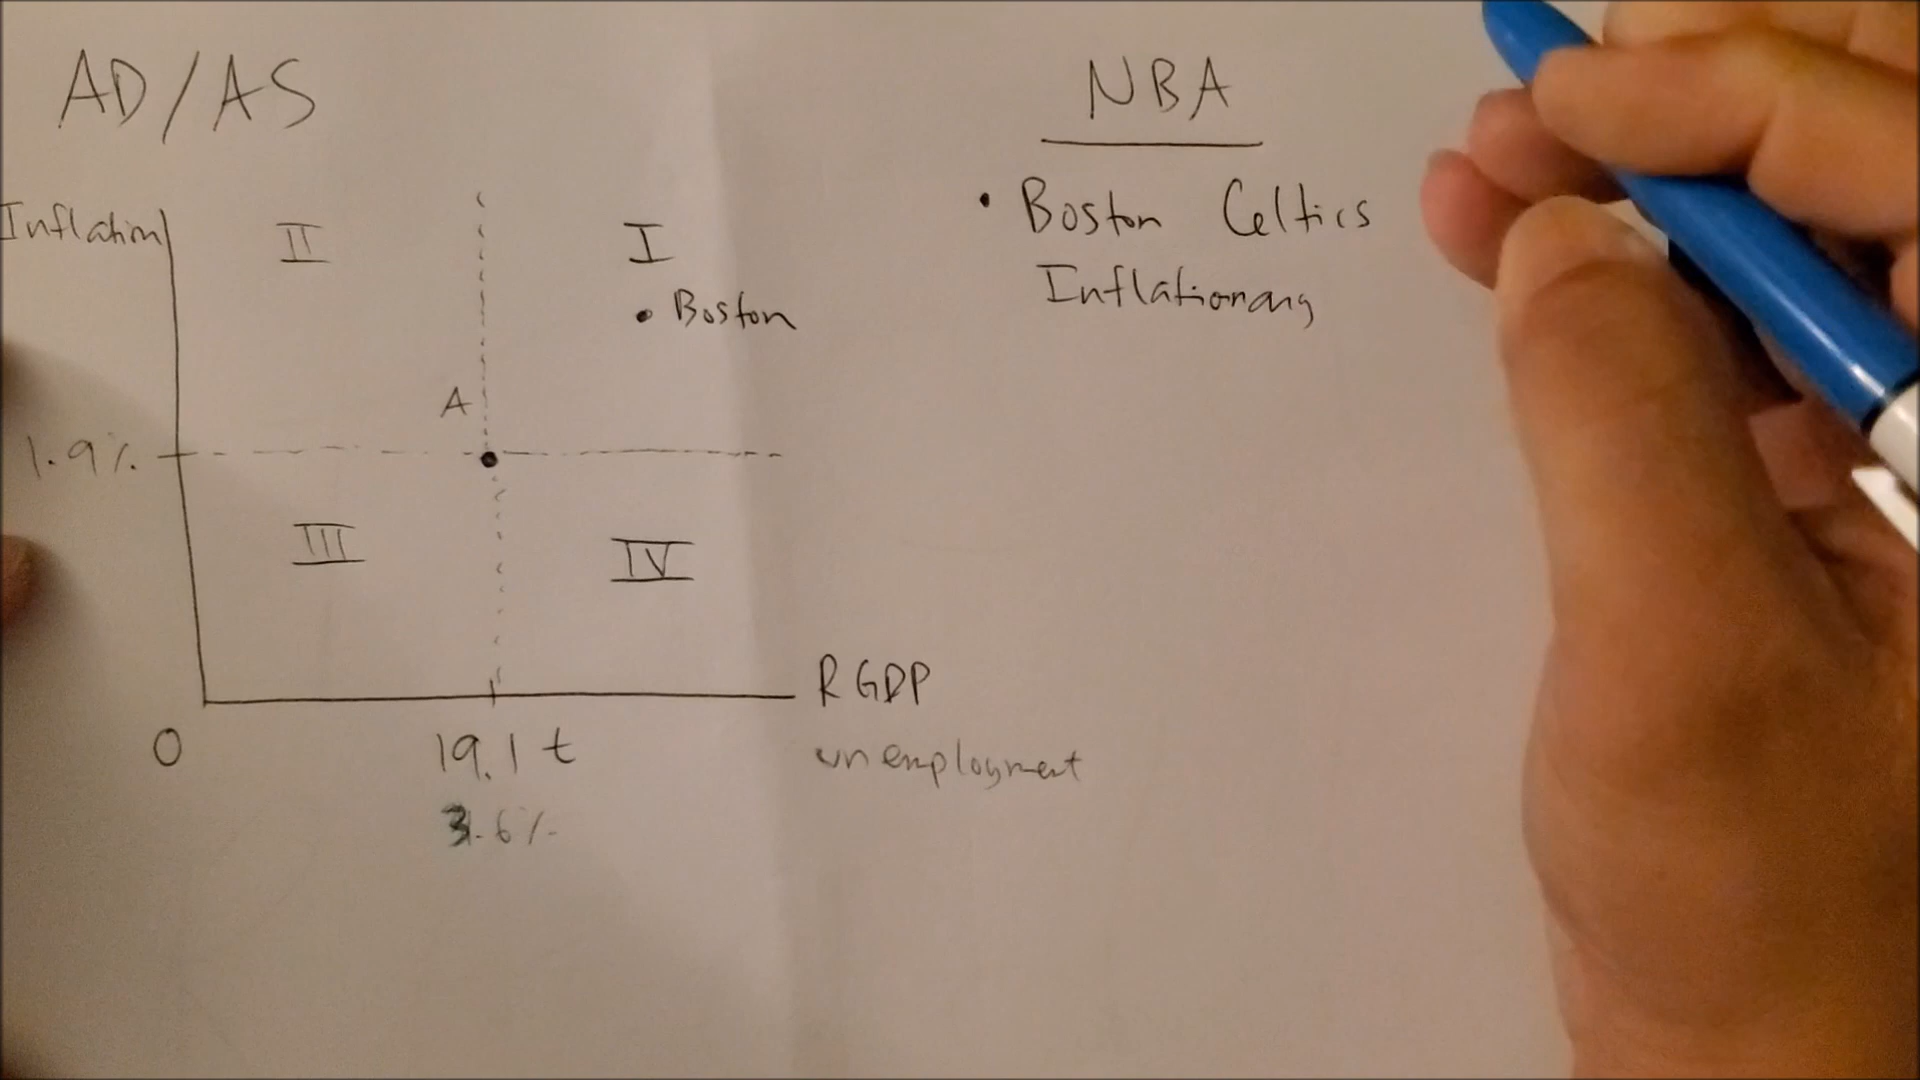 AD/AS
Inflation
II
I
• Boston
A
1.9%
III
IV
RGDP
0
19.1 t
unemployment
3.6%
NBA
• Boston Celtics
Inflationary